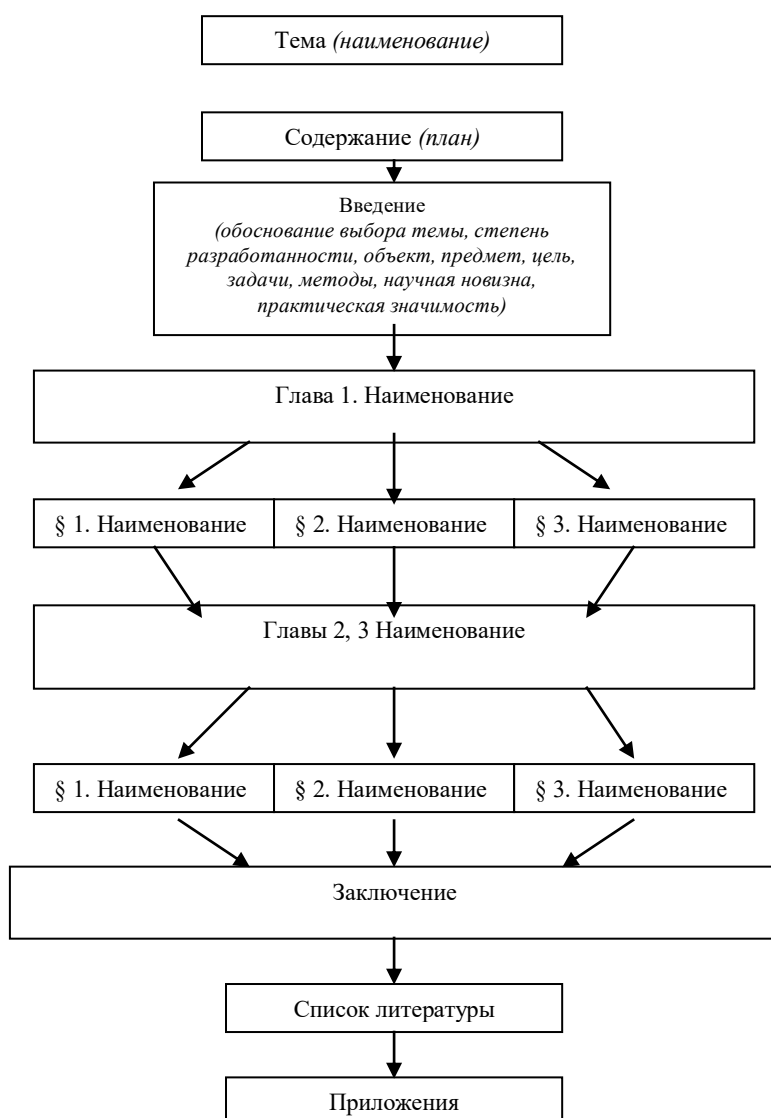 Тема (наименование)
Содержание (план)
Введение
(обоснование выбора темы, степень
разработанности, объект, предмет, цель,
задачи, методы, научная новизна,
практическая значимость)
Глава 1. Наименование
§ 1. Наименование § 2. Наименование § 3. Наименование
Главы 2, 3 Наименование
§ 1. Наименование § 2. Наименование § 3. Наименование
Заключение
Список литературы
Приложения